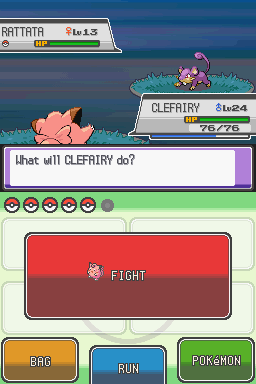 RATTATA ♀Lv13
HP
CLEFAIRY ♂Lv24
HP
76/76
What will CLEFAIRY do?
FIGHT
BAG
RUN
POKéMON